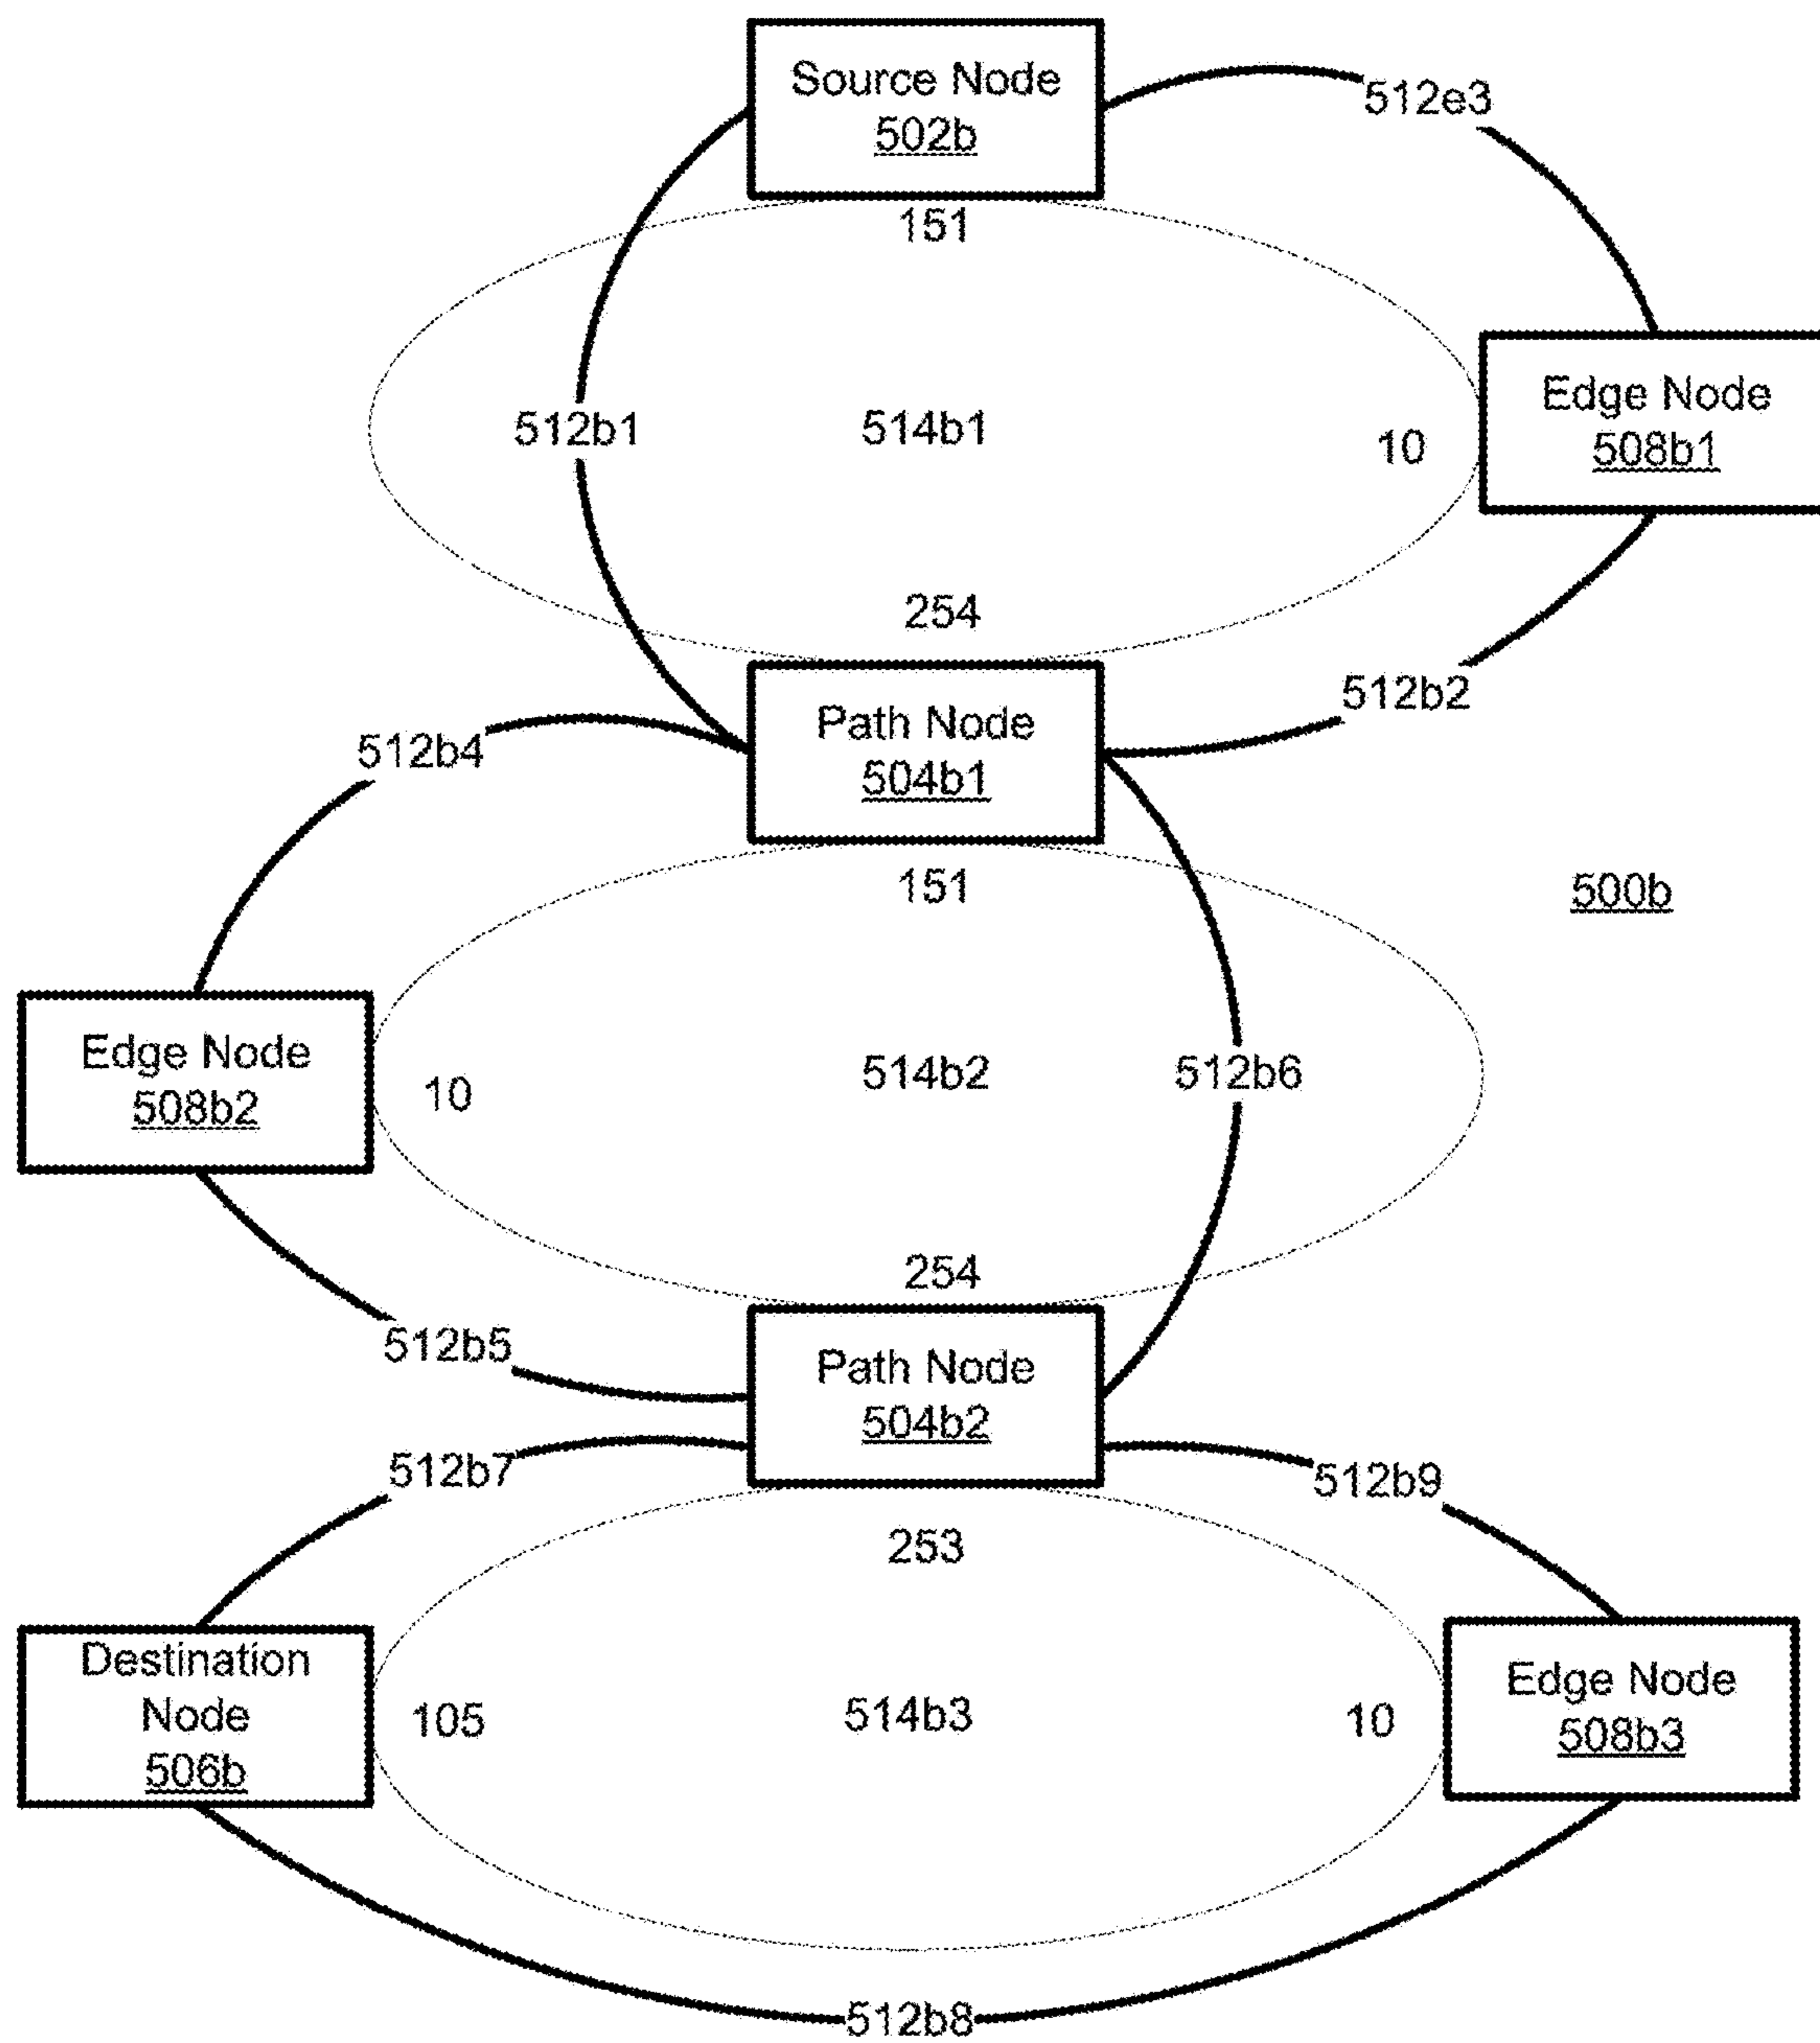 Source Node
502b
512e3
151
Edge Node
508b1
512b1
514b1
10
254
512b2
Path Node
504b1
512b4
151
500b
Edge Node
508b2
10
514b2
512b6
254
512b5
Path Node
504b2
512b7
512b9
253
Destination
Node
506b
105
514b3
10
Edge Node
508b3
512b8